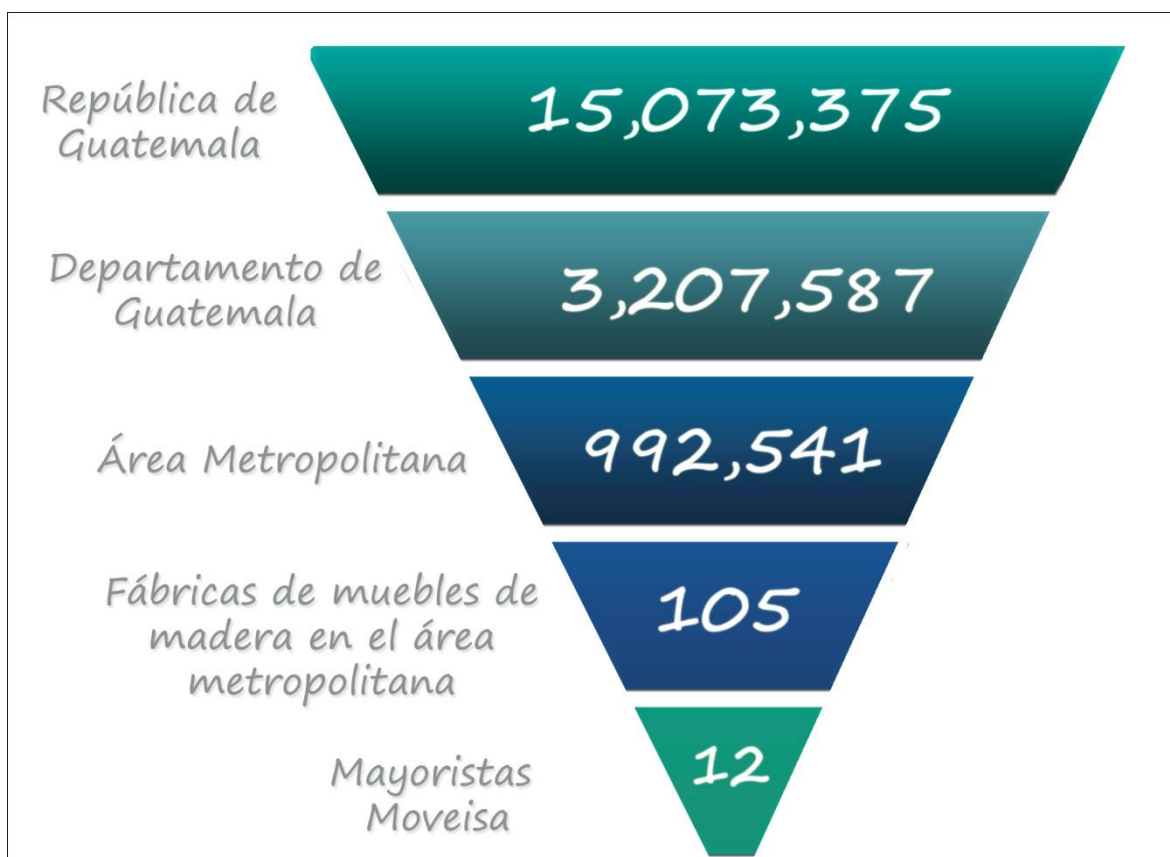 República de
Guatemala
15,073,375
Departamento de
Guatemala
3,207,587
Área Metropolitana
992,541
Fábricas de muebles de
madera en el área
metropolitana
105
Mayoristas
Moveisa
12